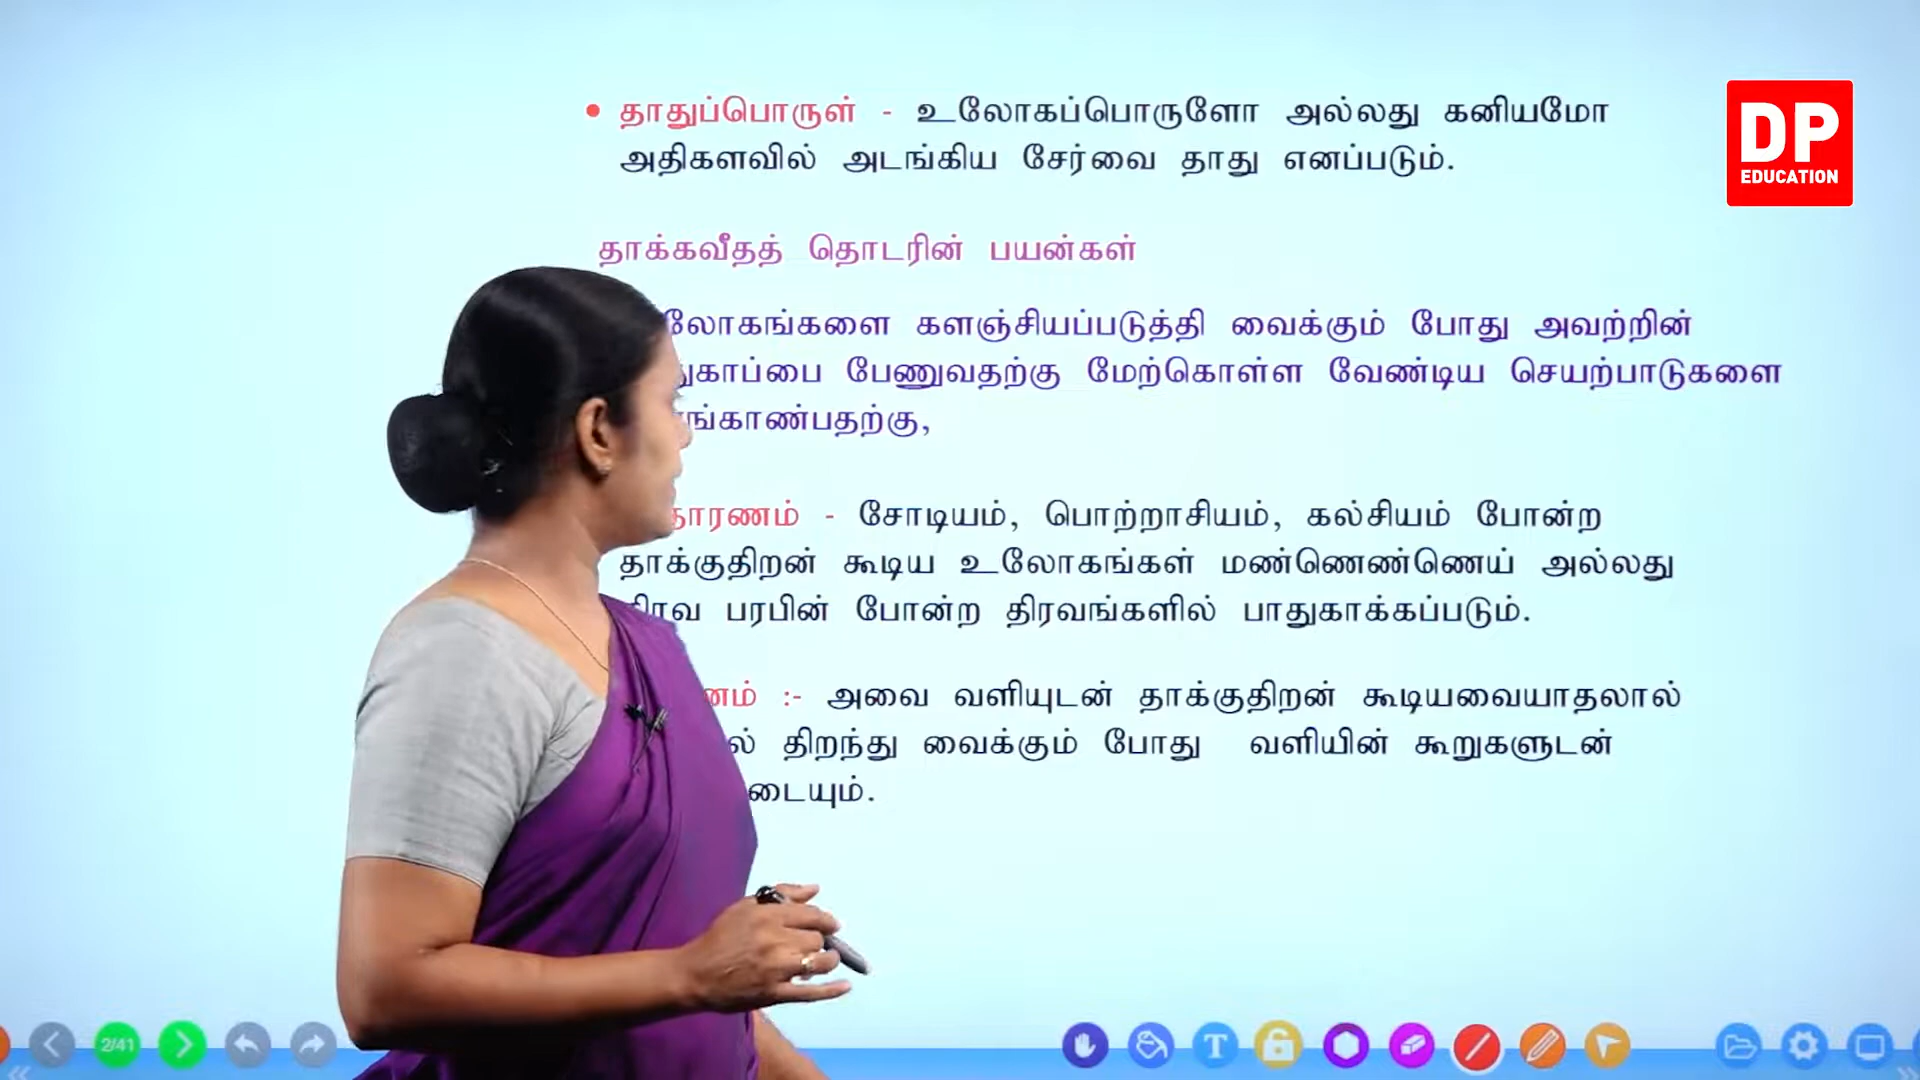 • தாதுப்பொருள் - உலோகப்பொருளோ அல்லது கனியமோ
அதிகளவில் அடங்கிய சேர்வை தாது எனப்படும்.
DP
EDUCATION
தாக்கவீதத் தொடரின் பயன்கள்
லோகங்களை களஞ்சியப்படுத்தி வைக்கும் போது அவற்றின்
துகாப்பை பேணுவதற்கு மேற்கொள்ள வேண்டிய செயற்பாடுகளை
ங்காண்பதற்கு,
தாரணம் - சோடியம், பொற்றாசியம், கல்சியம் போன்ற
தாக்குதிறன் கூடிய உலோகங்கள் மண்ணெண்ணெய் அல்லது
திரவ பரபின் போன்ற திரவங்களில் பாதுகாக்கப்படும்.
னம் :- அவை வளியுடன் தாக்குதிறன் கூடியவையாதலால்
ல் திறந்து வைக்கும் போது வளியின் கூறுகளுடன்
டையும்.
2/41
T